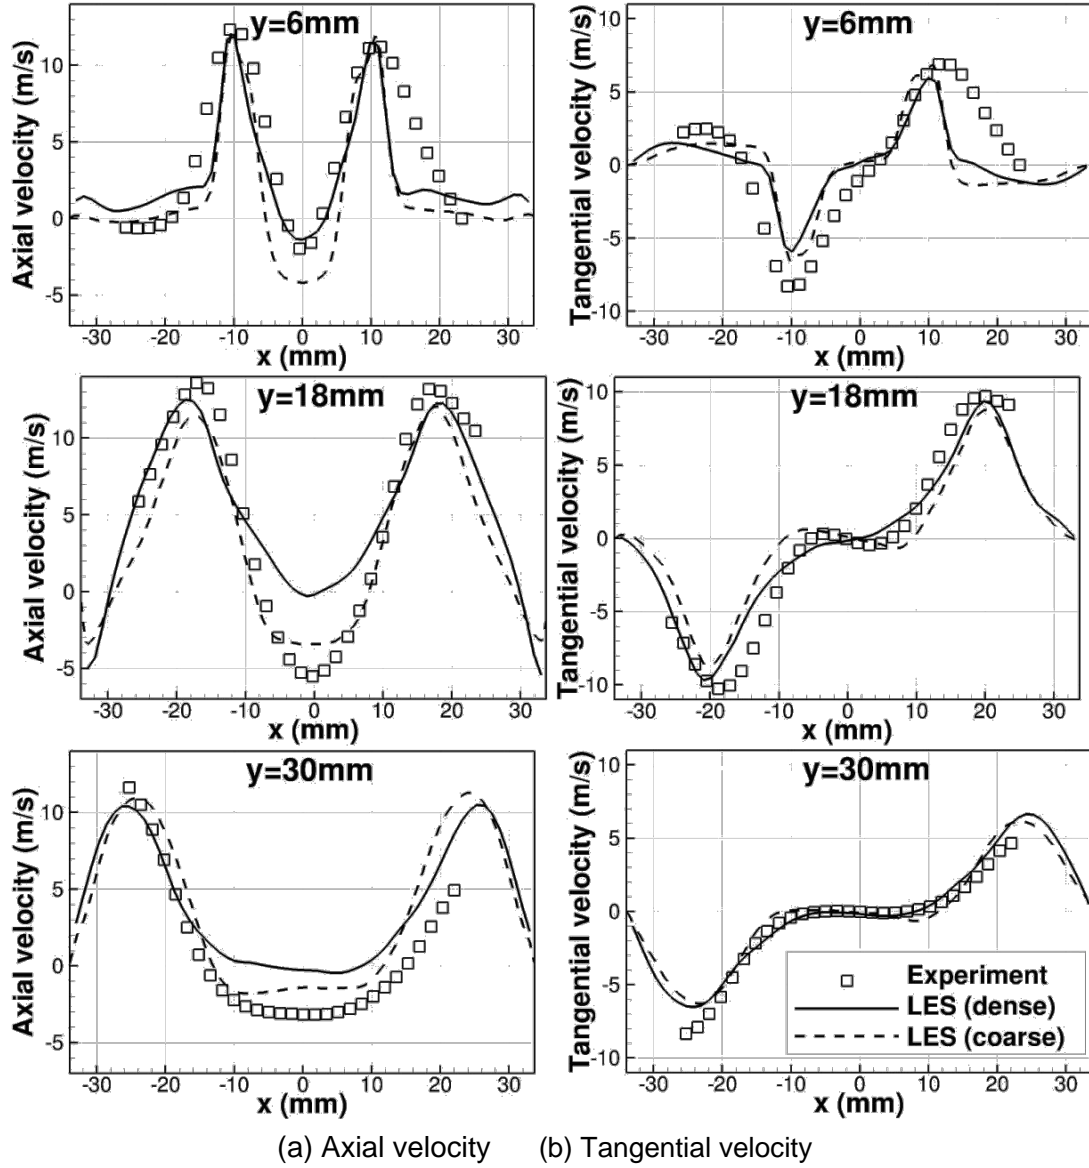 y=6mm
Axial velocity (m/s)
10
5
0
-5
-30 -20 -10 0 10 20 30
x (mm)
y=6mm
Tangential velocity (m/s)
10
5
0
-5
-10
-30 -20 -10 0 10 20 30
x (mm)
y=18mm
Axial velocity (m/s)
10
5
0
-5
-30 -20 -10 0 10 20 30
x (mm)
y=18mm
Tangential velocity (m/s)
10
5
0
-5
-10
-30 -20 -10 0 10 20 30
x (mm)
y=30mm
Axial velocity (m/s)
10
5
0
-5
-30 -20 -10 0 10 20 30
x (mm)
y=30mm
Tangential velocity (m/s)
10
5
0
-5
-10
-30 -20 -10 0 10 20 30
x (mm)
Experiment
LES (dense)
LES (coarse)
(a) Axial velocity (b) Tangential velocity